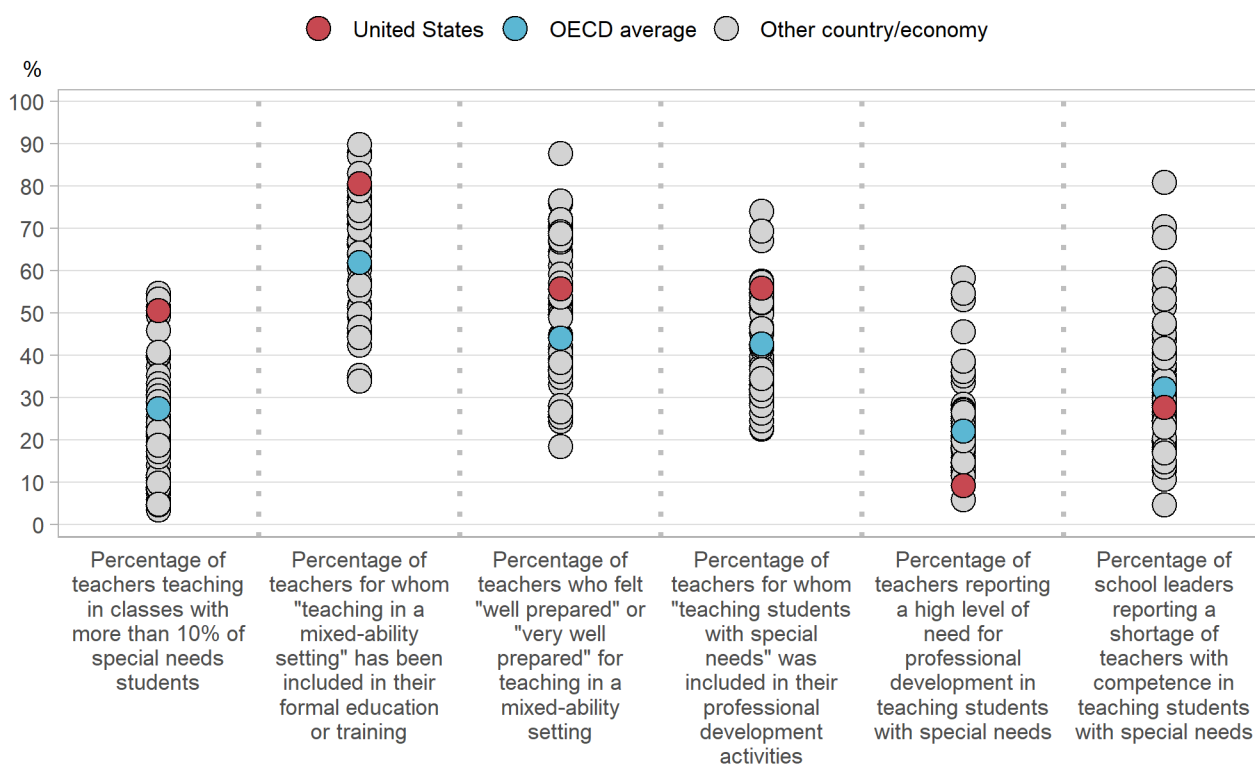 United States OECD average Other country/economy
%
100
90
80
70
60
50
40
30
20
10
0
Percentage of
teachers teaching
in classes with
more than 10% of
special needs
students
Percentage of
teachers for whom
"teaching in a
mixed-ability
setting" has been
included in their
formal education
or training
Percentage of
teachers who felt
"well prepared" or
"very well
prepared" for
teaching in a
mixed-ability
setting
Percentage of
teachers for whom
"teaching students
with special
needs" was
included in their
professional
development
activities
Percentage of
teachers reporting
a high level of
need for
professional
development in
teaching students
with special needs
Percentage of
school leaders
reporting a
shortage of
teachers with
competence in
teaching students
with special needs